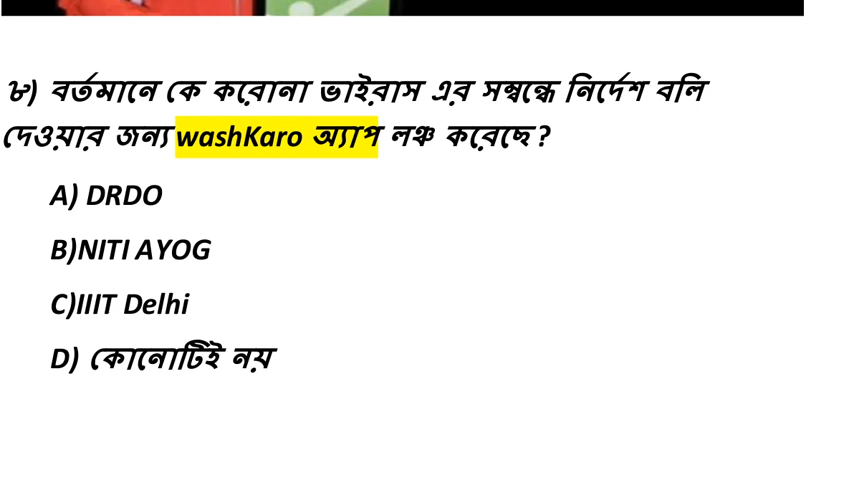 ৮) বর্তমানে কে করোনা ভাইরাস এর সম্বন্ধে নির্দেশ বলি
দেওয়ার জন্য washKaro অ্যাপ লঞ্চ করেছে ?
A) DRDO
B)NITI AYOG
C)IIIT Delhi
D) কোনোটিই নয়